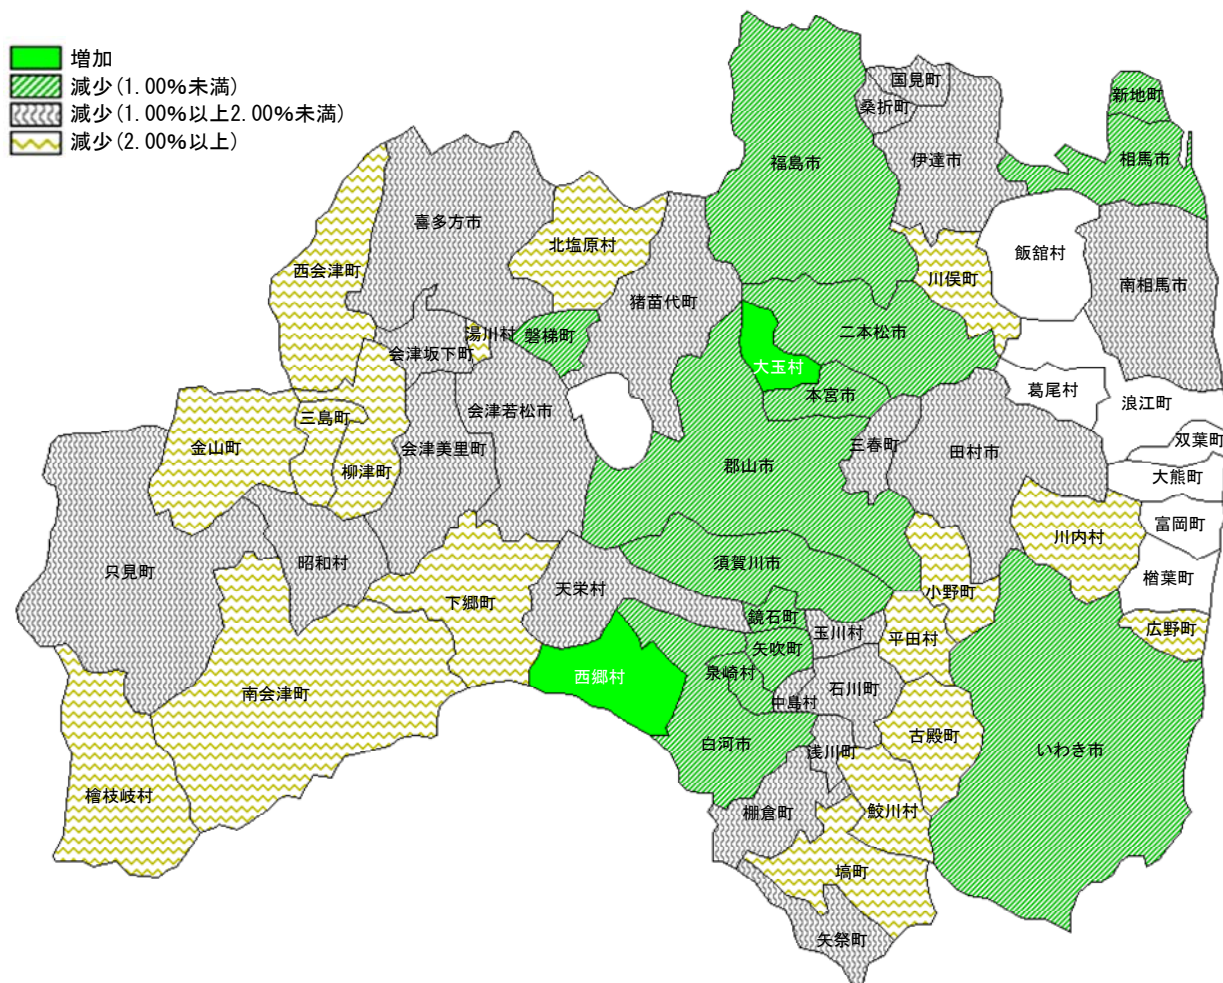 増加
減少(1.00%未満)
減少(1.00%以上2.00%未満)
減少(2.00%以上)
国見町
桑折町
新地町
福島市
伊達市
相馬市
喜多方市
北塩原村
西会津町
飯舘村
川俣町
南相馬市
猪苗代町
湯川村
磐梯町
二本松市
会津坂下町
大玉村
本宮市
葛尾村
浪江町
三島町
会津若松市
金山町
会津美里町
三春町
田村市
双葉町
柳津町
郡山市
大熊町
富岡町
川内村
只見町
昭和村
須賀川市
楢葉町
天栄村
小野町
下郷町
鏡石町
玉川村
平田村
広野町
矢吹町
泉崎村
西郷村
石川町
南会津町
中島村
白河市
浅川町
古殿町
いわき市
檜枝岐村
棚倉町
鮫川村
塙町
矢祭町